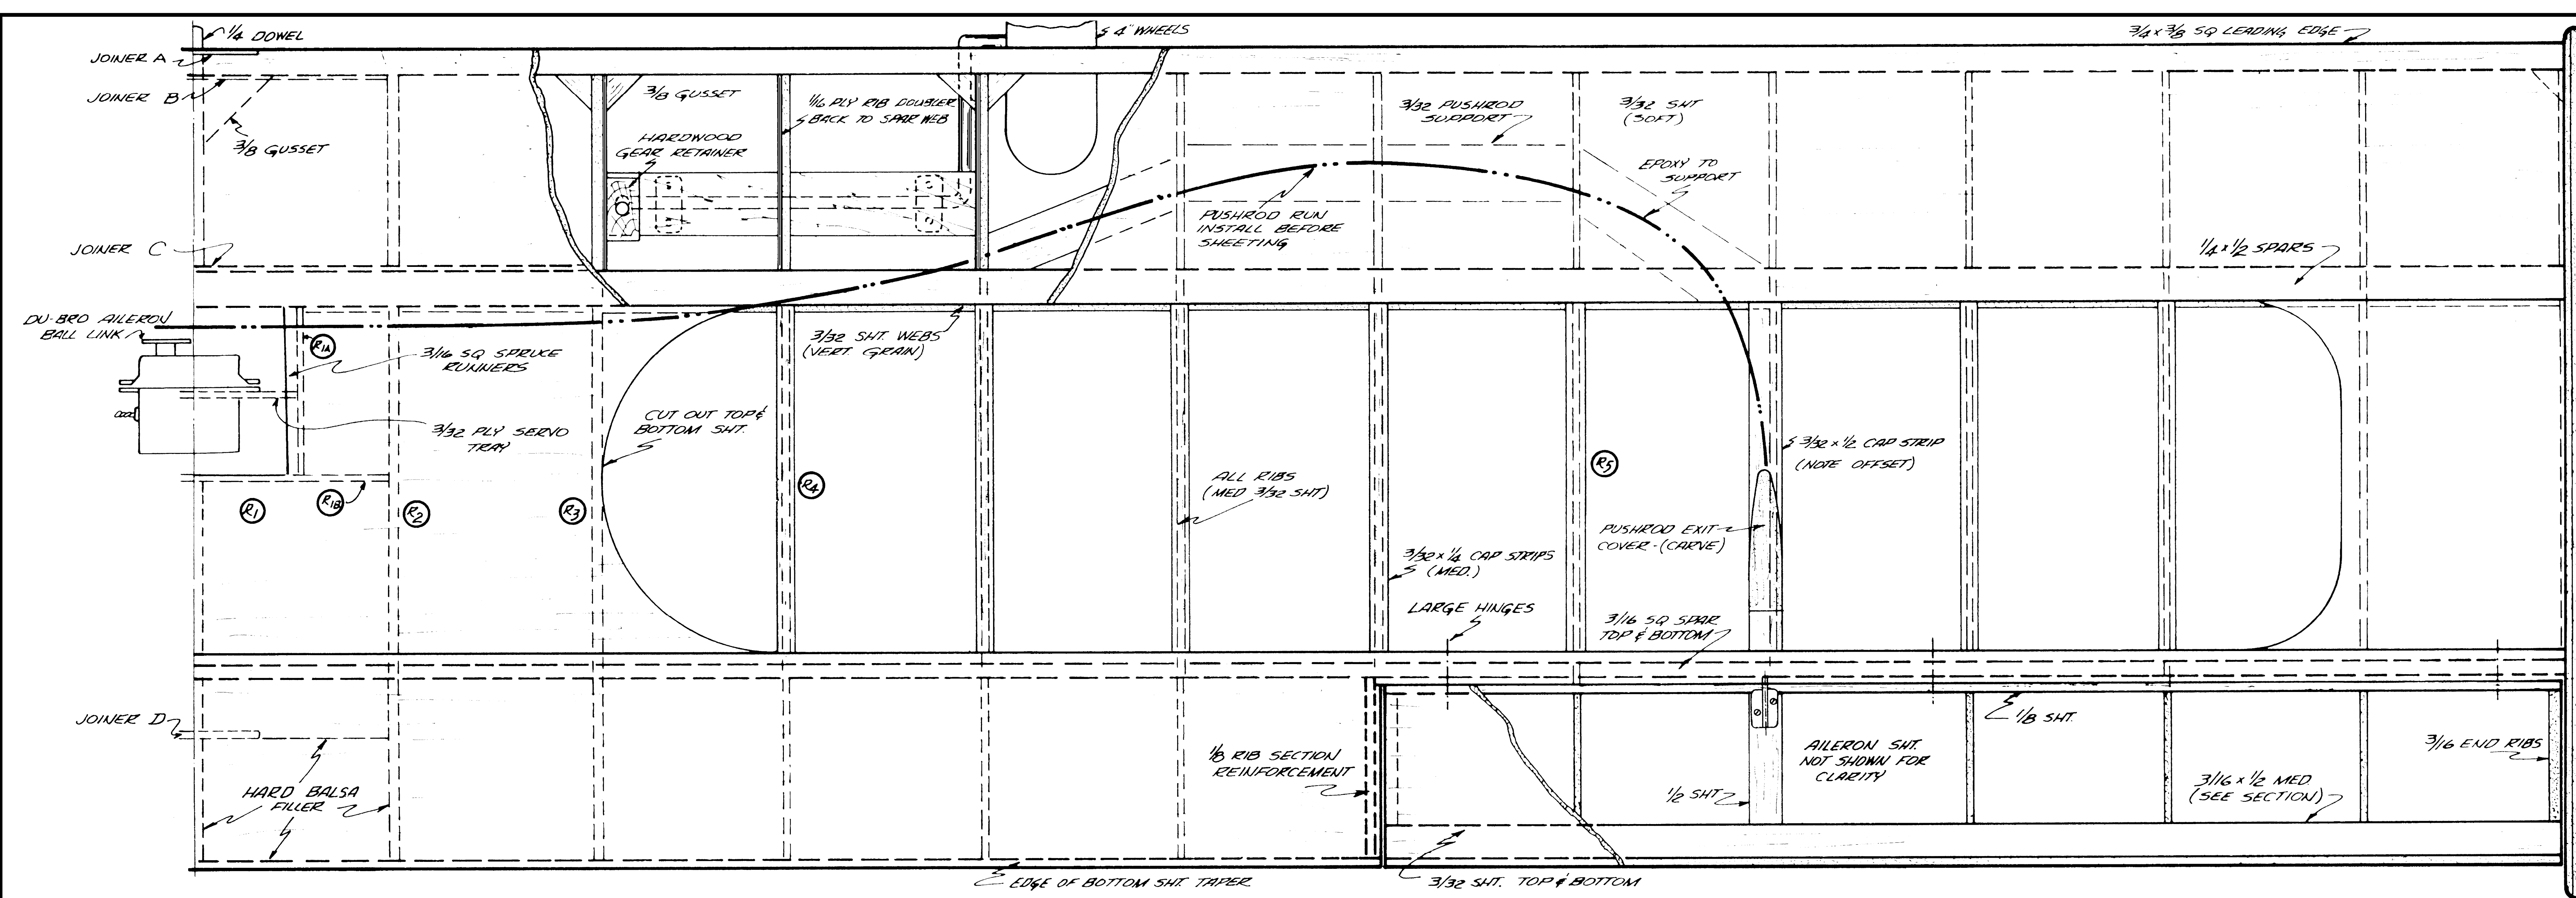 1/4 DOWEL
JOINER A
JOINER B
3/8 GUSSET
JOINER C
DU-BRO AILERON
BALL LINK
R1A
3/16 SQ SPRUCE
RUNNERS
3/32 PLY SERVO
TRAY
R1
R1B
R2
R3
JOINER D
HARD BALSA
FILLER
4" WHEELS
3/8 GUSSET
1/16 PLY RIB DOUBLER
BACK TO SPAR WEB
HARDWOOD
GEAR RETAINER
3/32 SHT. WEBS
(VERT. GRAIN)
CUT OUT TOP &
BOTTOM SHT.
R4
3/4 x 3/8 SQ LEADING EDGE
3/32 PUSHROD
SUPPORT
3/32 SHT
(SOFT)
EPOXY TO
SUPPORT
PUSHROD RUN
INSTALL BEFORE
SHEETING
1/4 x 1/2 SPARS
ALL RIBS
(MED 3/32 SHT)
R5
3/32 x 1/2 CAP STRIP
(NOTE OFFSET)
PUSHROD EXIT
COVER-(CARVE)
3/32 x 1/4 CAP STRIPS
(MED.)
LARGE HINGES
3/16 SQ SPAR
TOP & BOTTOM
1/8 SHT.
1/8 RIB SECTION
REINFORCEMENT
1/2 SHT
AILERON SHT.
NOT SHOWN FOR
CLARITY
3/16 END RIBS
3/16 x 1/2 MED
(SEE SECTION)
EDGE OF BOTTOM SHT. TAPER
3/32 SHT. TOP & BOTTOM